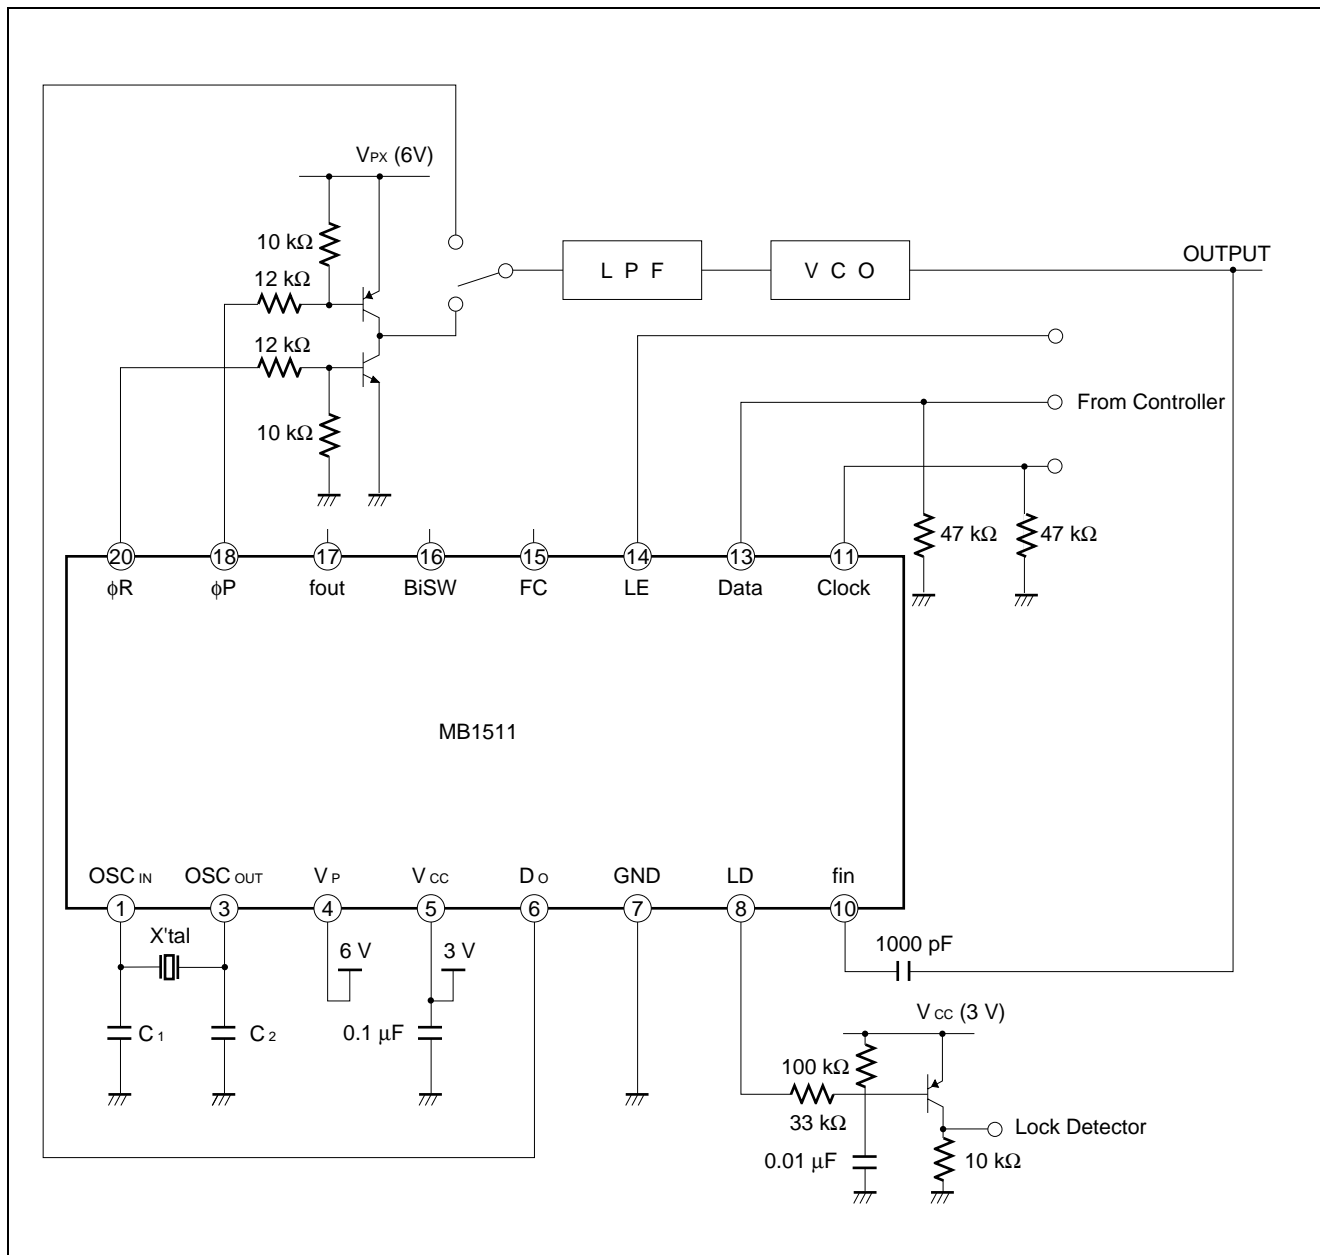 VPX (6V)
10 kΩ
12 kΩ
12 kΩ
10 kΩ
L P F
V C O
OUTPUT
From Controller
47 kΩ
47 kΩ
20
18
17
16
15
14
13
11
φR
φP
fout
BiSW
FC
LE
Data
Clock
MB1511
OSC IN
OSC OUT
V P
V CC
D O
GND
LD
fin
1
3
4
5
6
7
8
10
X'tal
6 V
3 V
1000 pF
C 1
C 2
0.1 μF
V CC (3 V)
100 kΩ
33 kΩ
Lock Detector
0.01 μF
10 kΩ